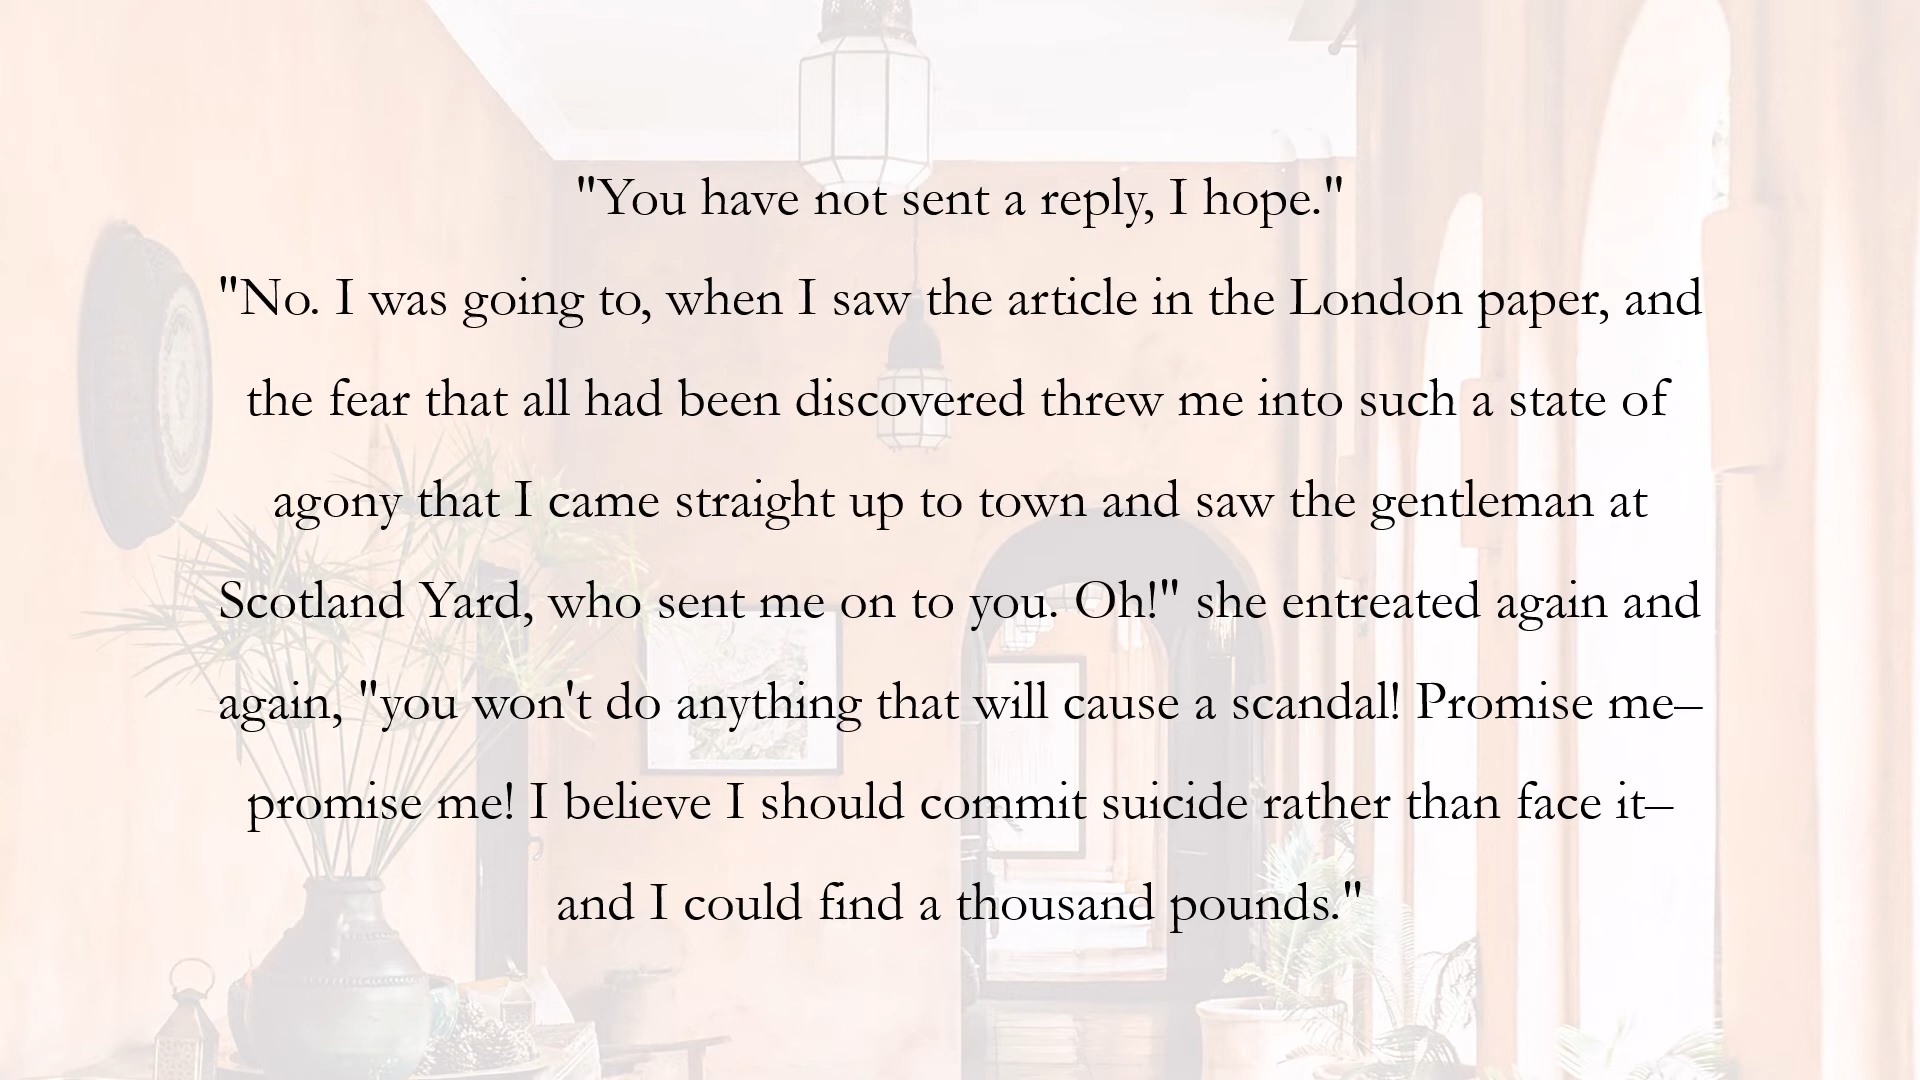 "You have not sent a reply, I hope."
"No. I was going to, when I saw the article in the London paper, and
the fear that all had been discovered threw me into such a state of
agony that I came straight up to town and saw the gentleman at
Scotland Yard, who sent me on to you. Oh!" she entreated again and
again, "you won't do anything that will cause a scandal! Promise me–
promise me! I believe I should commit suicide rather than face it–
and I could find a thousand pounds."